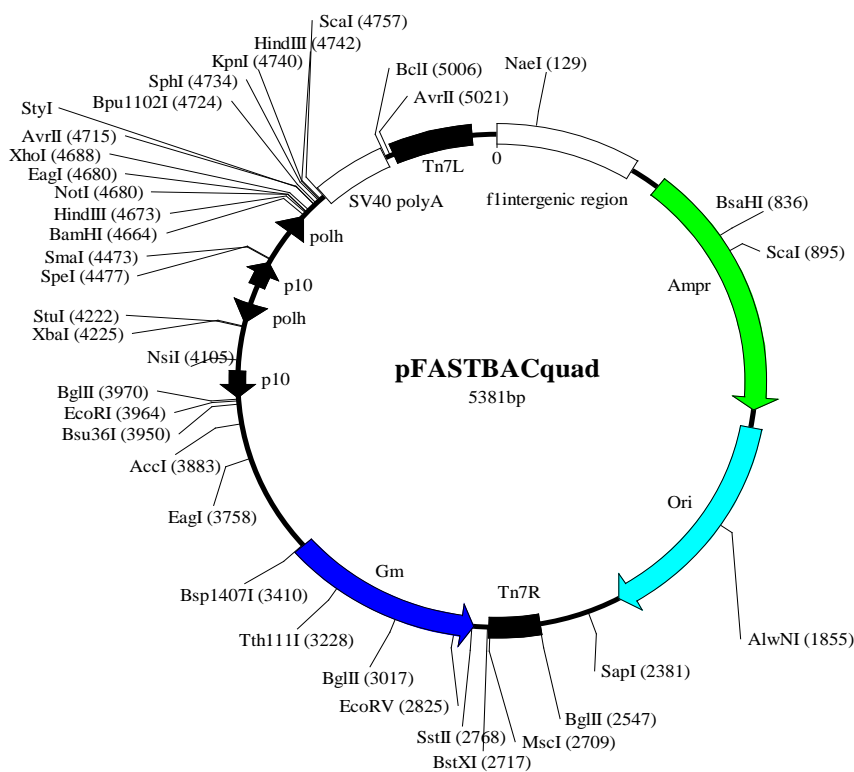 ScaI (4757)
HindIII (4742)
KpnI (4740)
SphI (4734)
Bpu1102I (4724)
StyI
AvrII (4715)
XhoI (4688)
EagI (4680)
NotI (4680)
HindIII (4673)
BamHI (4664)
SmaI (4473)
SpeI (4477)
StuI (4222)
XbaI (4225)
NsiI (4105)
BglII (3970)
EcoRI (3964)
Bsu36I (3950)
AccI (3883)
EagI (3758)
Bsp1407I (3410)
Tth111I (3228)
BglII (3017)
EcoRV (2825)
SstII (2768)
BstXI (2717)
MscI (2709)
BglII (2547)
SapI (2381)
AlwNI (1855)
ScaI (895)
BsaHI (836)
NaeI (129)
BclI (5006)
AvrII (5021)
Tn7L
0
SV40 polyA
f1intergenic region
polh
p10
polh
p10
Ampr
Ori
Tn7R
Gm
pFASTBACquad
5381bp